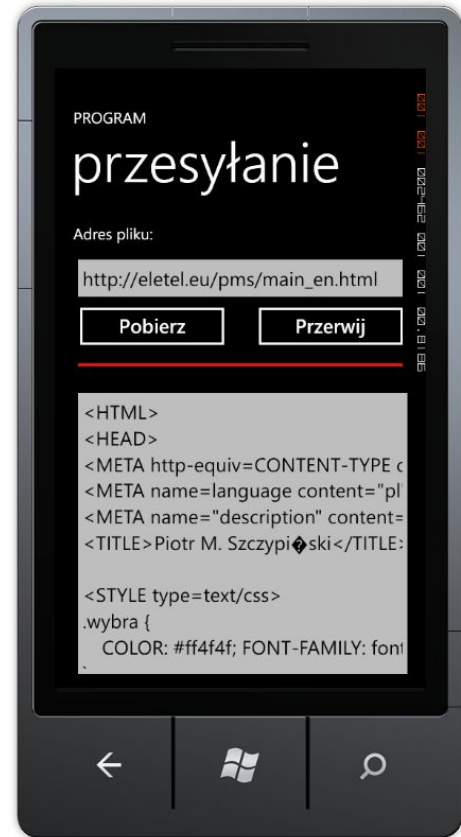 PROGRAM
przesyłanie
Adres pliku:
http://eletel.eu/pms/main_en.html
Pobierz Przerwij
<HTML>
<HEAD>
<META http-equiv=CONTENT-TYPE c
<META name=language content="pl"
<META name="description" content=
<TITLE>Piotr M. Szczypi�ski</TITLE>
<STYLE type=text/css>
.wybra {
COLOR: #ff4f4f; FONT-FAMILY: font